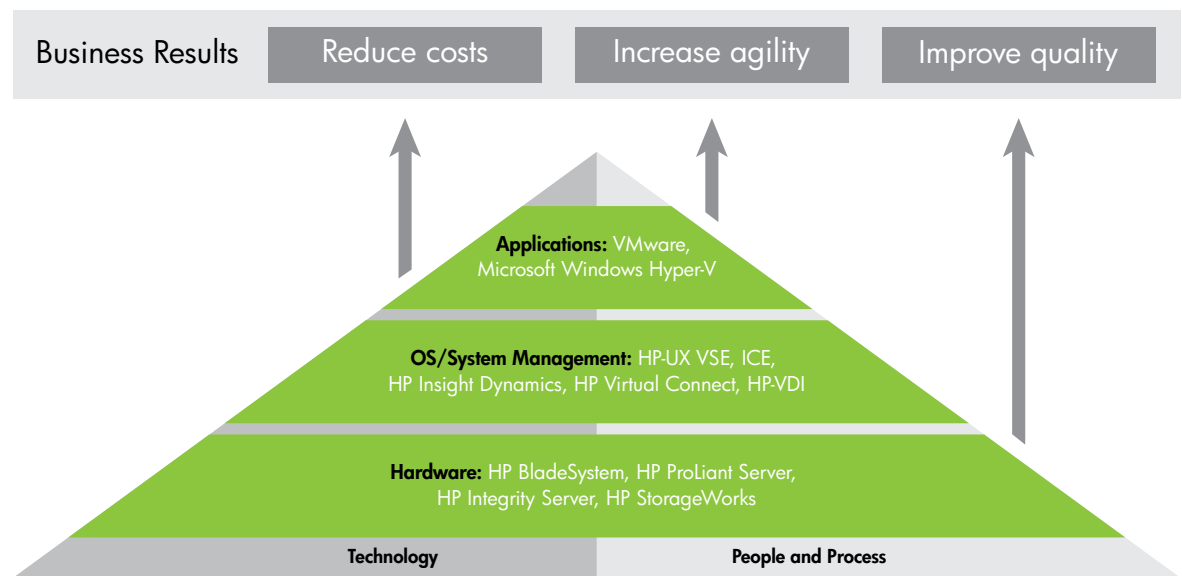 Business Results
Reduce costs
Increase agility
Improve quality
Applications: VMware,
Microsoft Windows Hyper-V
OS/System Management: HP-UX VSE, ICE,
HP Insight Dynamics, HP Virtual Connect, HP-VDI
Hardware: HP BladeSystem, HP ProLiant Server,
HP Integrity Server, HP StorageWorks
Technology
People and Process